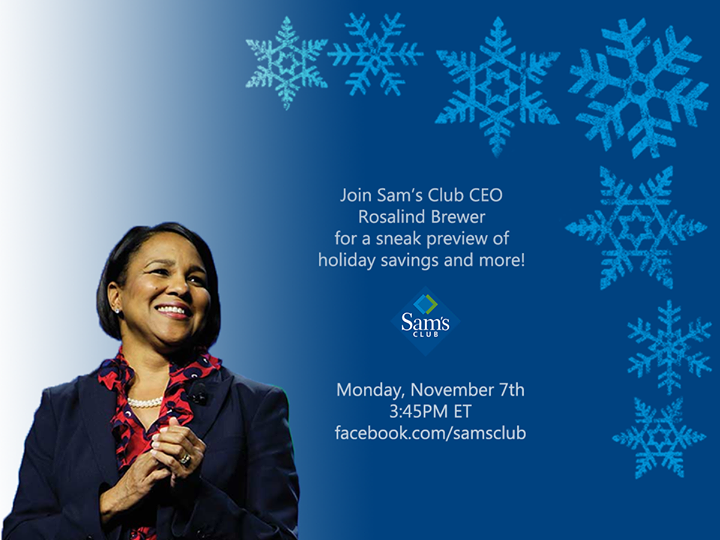 Join Sam's Club CEO
Rosalind Brewer
for a sneak preview of
holiday savings and more!
Sam's
CLUB
Monday, November 7th
3:45PM ET
facebook.com/samsclub